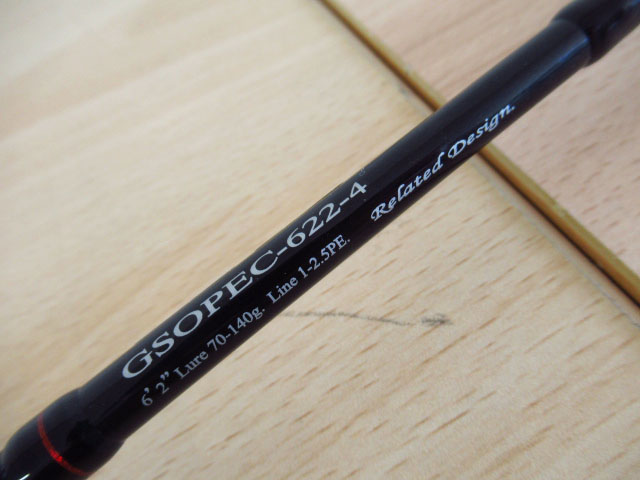 GSOPEC-622-4
6' 2" Lure 70-140g. Line 1-2.5PE.
Related Design.